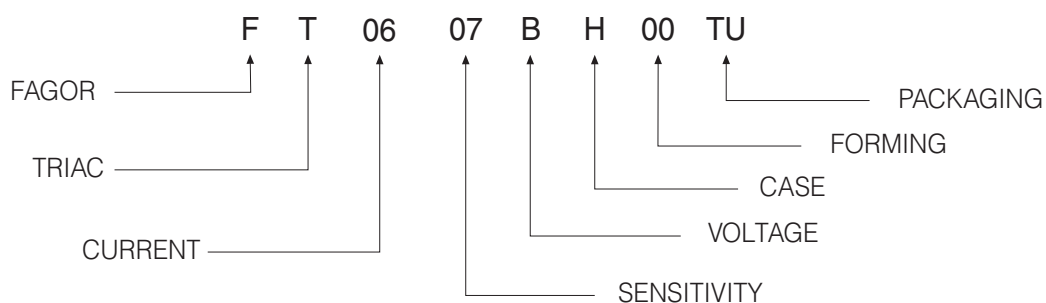 F T 06 07 B H 00 TU
FAGOR
PACKAGING
FORMING
TRIAC
CASE
VOLTAGE
CURRENT
SENSITIVITY